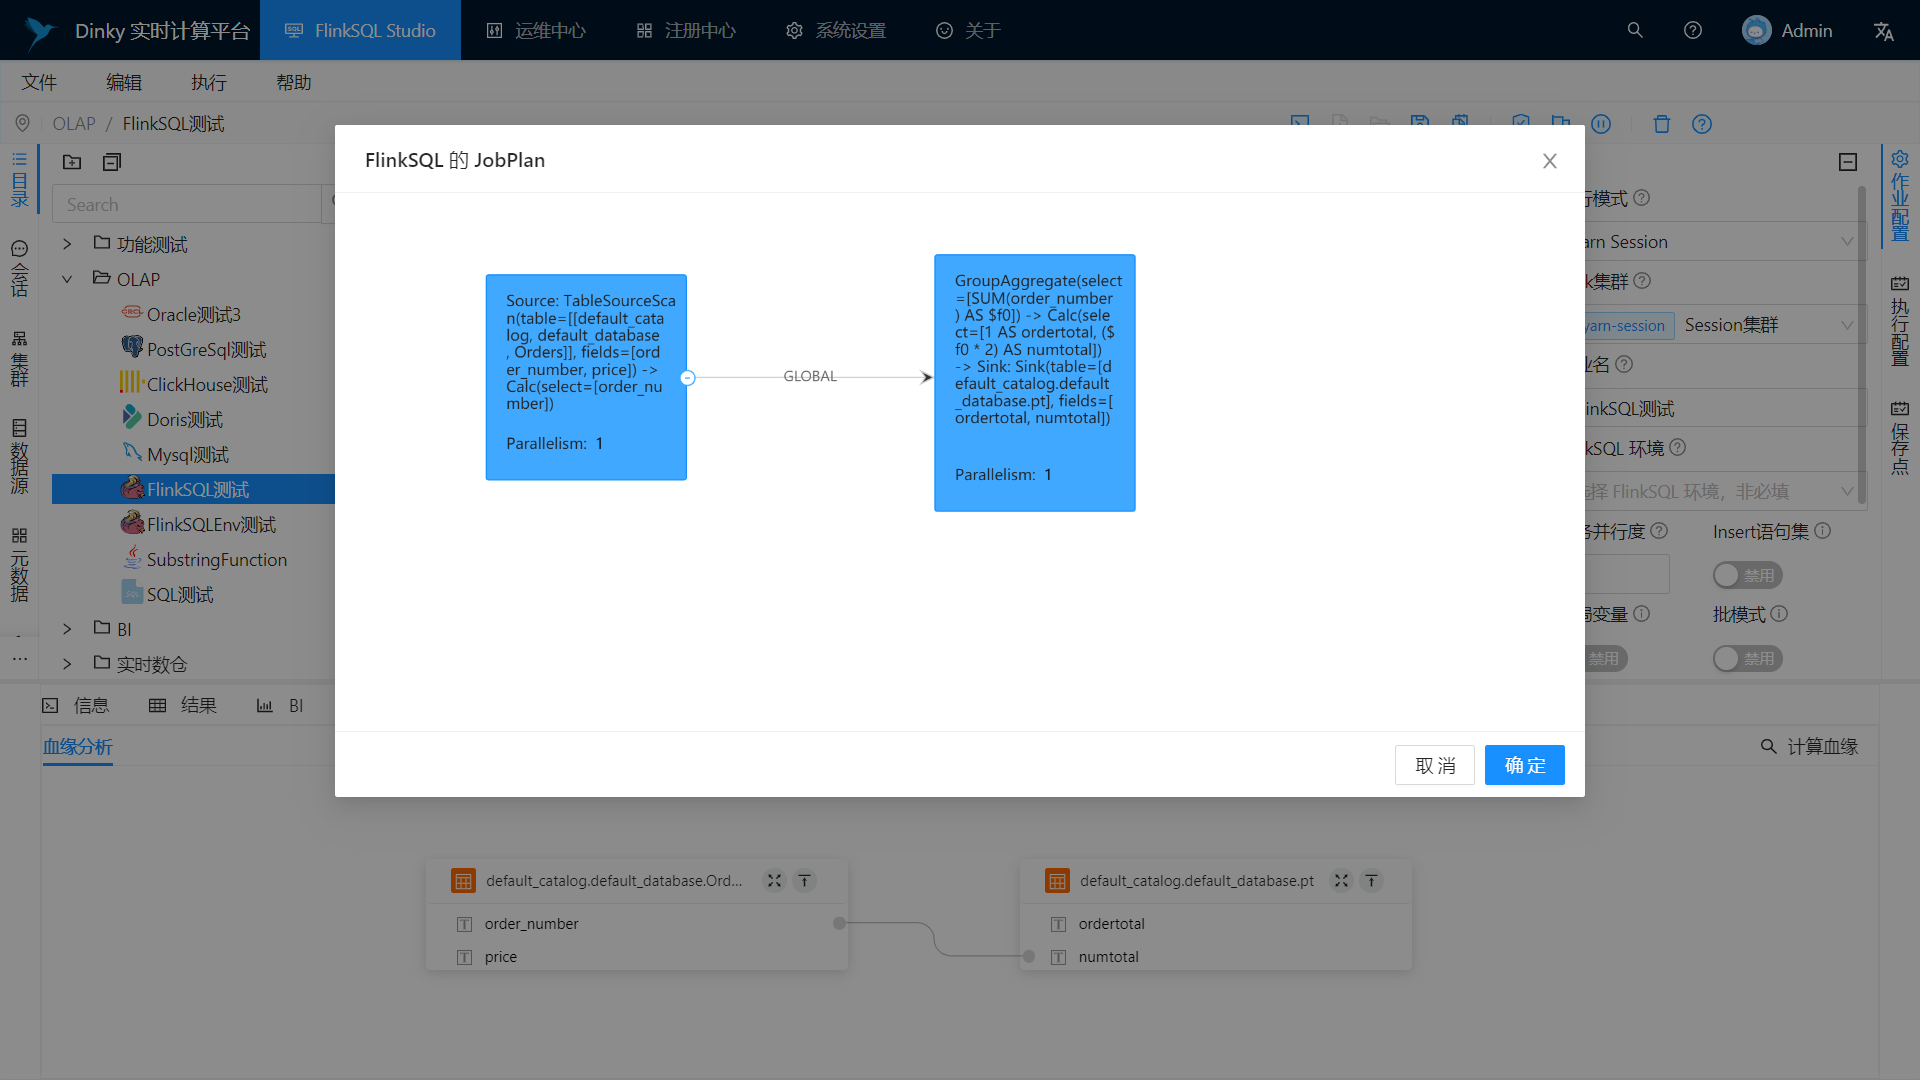 Dinky 实时计算平台
FlinkSQL Studio
运维中心
注册中心
系统设置
关于
Admin
文件
编辑
执行
帮助
OLAP / FlinkSQL测试
目录
会话
集群
数据源
元数据
Search
功能测试
OLAP
Oracle测试3
PostGreSql测试
ClickHouse测试
Doris测试
Mysql测试
FlinkSQL测试
FlinkSQLEnv测试
SubstringFunction
SQL测试
BI
实时数仓
FlinkSQL 的 JobPlan
Source: TableSourceSca
n(table=[[default_cata
log, default_database
, Orders]], fields=[ord
er_number, price]) ->
Calc(select=[order_nu
mber])
Parallelism: 1
GLOBAL
GroupAggregate(select
=[SUM(order_number
) AS $f0]) -> Calc(sele
ct=[1 AS ordertotal, ($
f0 * 2) AS numtotal])
-> Sink: Sink(table=[d
efault_catalog.default
_database.pt], fields=[
ordertotal, numtotal])
Parallelism: 1
取 消
确 定
模式
arn Session
集群
yarn-session
Session集群
名
inkSQL测试
kSQL 环境
择 FlinkSQL 环境，非必填
并行度
Insert语句集
禁用
变量
批模式
禁用
禁用
作业配置
执行配置
保存点
信息
结果
BI
血缘分析
计算血缘
default_catalog.default_database.Ord...
order_number
price
default_catalog.default_database.pt
ordertotal
numtotal